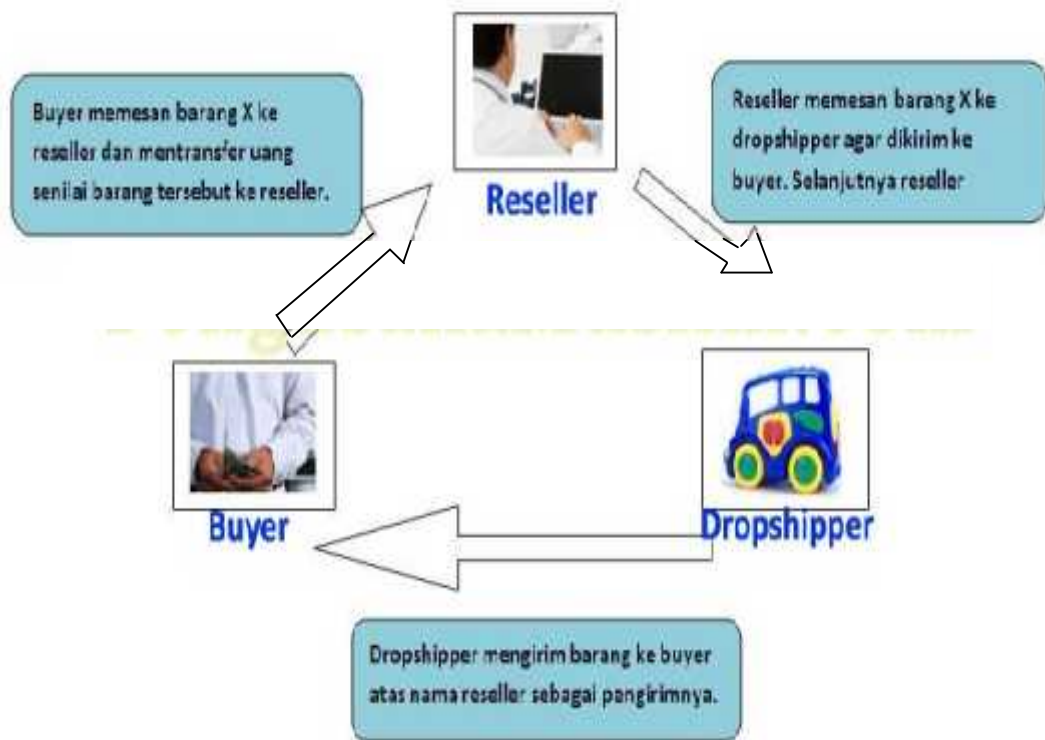 Buyer memesan barang X ke
reseller dan mentransfer uang
senilai barang tersebut ke reseller.
Reseller
Reseller memesan barang X ke
dropshipper agar dikirim ke
buyer. Selanjutnya reseller
Buyer
Dropshipper
Dropshipper mengirim barang ke buyer
atas nama reseller sebagai pengirimnya.